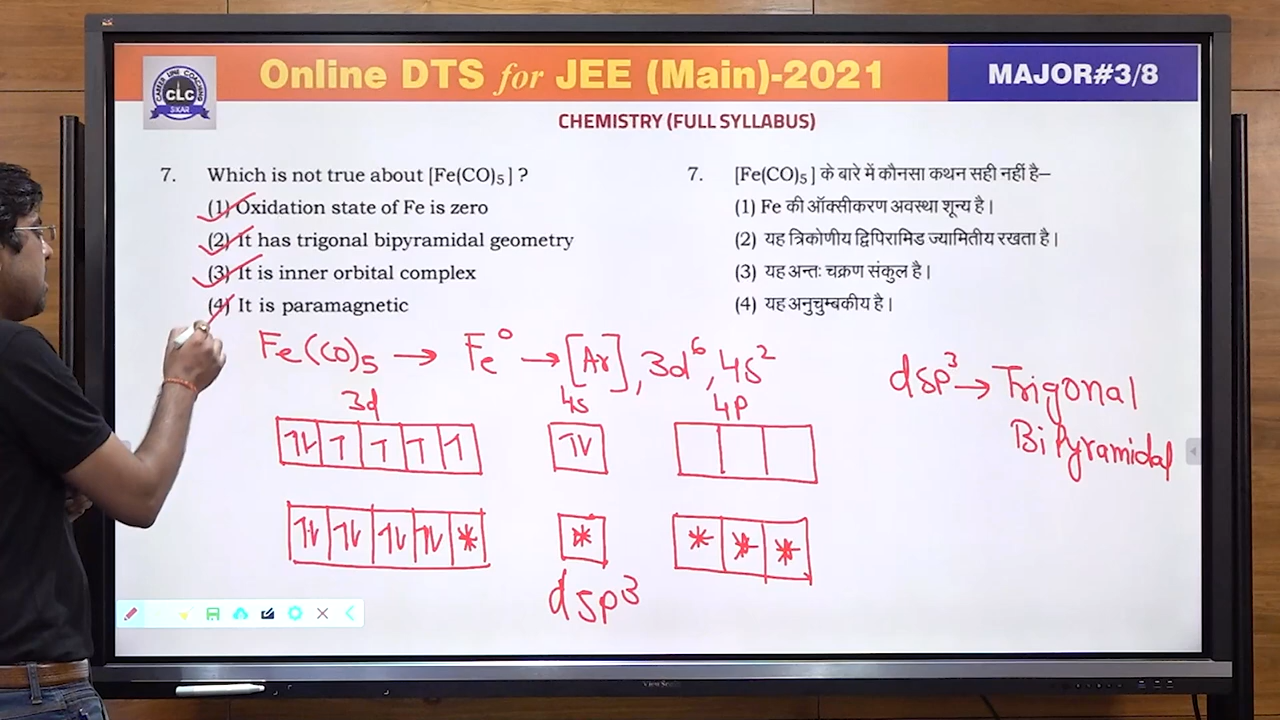 Online DTS for JEE (Main)-2021
MAJOR#3/8
CLC
SIKAR
CHEMISTRY (FULL SYLLABUS)
7. Which is not true about [Fe(CO)₅] ?
(1) Oxidation state of Fe is zero
(2) It has trigonal bipyramidal geometry
(3) It is inner orbital complex
(4) It is paramagnetic
7. [Fe(CO)₅] के बारे में कौनसा कथन सही नहीं है–
(1) Fe की ऑक्सीकरण अवस्था शून्य है।
(2) यह त्रिकोणीय द्विपिरामिड ज्यामितीय रखता है।
(3) यह अन्तः चक्रण संकुल है।
(4) यह अनुचुम्बकीय है।
Fe(CO)₅ → Fe⁰ → [Ar], 3d⁶, 4s²
3d 4s 4p
dsp³
dsp³ → Trigonal
Bipyramidal
ViewSonic